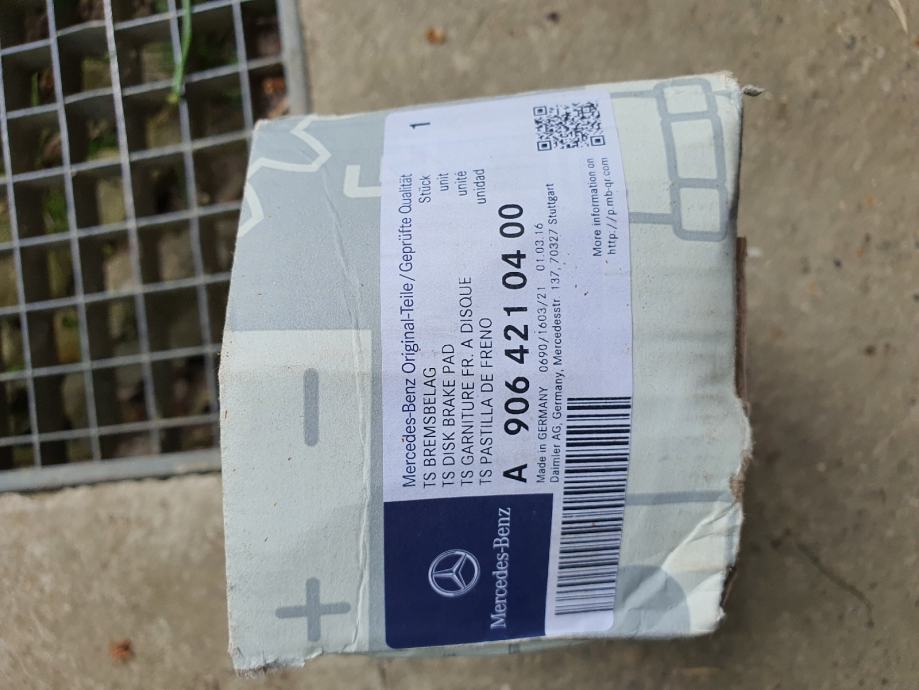 Mercedes-Benz Original-Teile/Geprüfte Qualität
TS BREMSBELAG
Stück
1
TS DISK BRAKE PAD
unit
TS GARNITURE FR. A DISQUE
unité
TS PASTILLA DE FRENO
unidad
A 906 421 04 00
Made in GERMANY 0690/1603/21 01.03.16
Daimler AG, Germany, Mercedesstr 137, 70327 Stuttgart
More information on
http://p.mb-qr.com
Mercedes-Benz